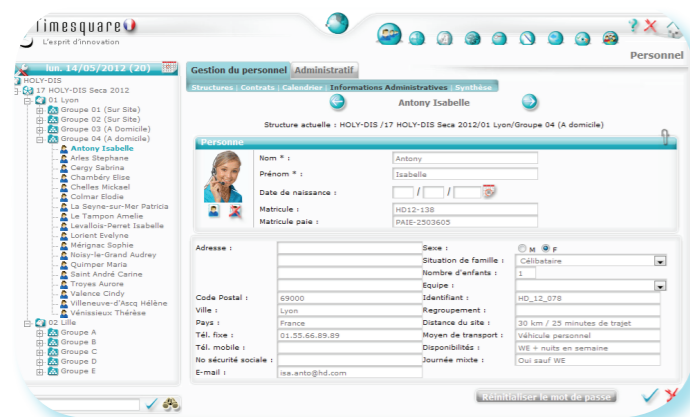 Timesquare
L'esprit d'innovation
Personnel
lun. 14/05/2012 (20)
HOLY-DIS
17 HOLY-DIS Seca 2012
01 Lyon
Groupe 01 (Sur Site)
Groupe 02 (Sur Site)
Groupe 03 (A Domicile)
Groupe 04 (A domicile)
Antony Isabelle
Arles Stephane
Cergy Sabrina
Chambéry Elise
Chelles Mickael
Colmar Elodie
La Seyne-sur-Mer Patricia
Le Tampon Amelie
Levallois-Perret Isabelle
Lorient Evelyne
Mérignac Sophie
Noisy-le-Grand Audrey
Quimper Maria
Saint André Carine
Troyes Aurore
Valence Cindy
Villeneuve-d'Ascq Hélène
Vénissieux Thérèse
02 Lille
Groupe A
Groupe B
Groupe C
Groupe D
Groupe E
Gestion du personnel Administratif
Structures | Contrats | Calendrier | Informations Administratives | Synthèse
Antony Isabelle
Structure actuelle : HOLY-DIS /17 HOLY-DIS Seca 2012/01 Lyon/Groupe 04 (A domicile)
Personne
Nom * : Antony
Prénom * : Isabelle
Date de naissance : / /
Matricule : HD12-138
Matricule paie : PAIE-2503605
Adresse :
Code Postal : 69000
Ville : Lyon
Pays : France
Tél. fixe : 01.55.66.89.89
Tél. mobile :
No sécurité sociale :
E-mail : isa.anto@hd.com
Sexe : M F
Situation de famille : Célibataire
Nombre d'enfants : 1
Equipe :
Identifiant : HD_12_078
Regroupement :
Distance du site : 30 km / 25 minutes de trajet
Moyen de transport : Véhicule personnel
Disponibilités : WE + nuits en semaine
Journée mixte : Oui sauf WE
Réinitialiser le mot de passe